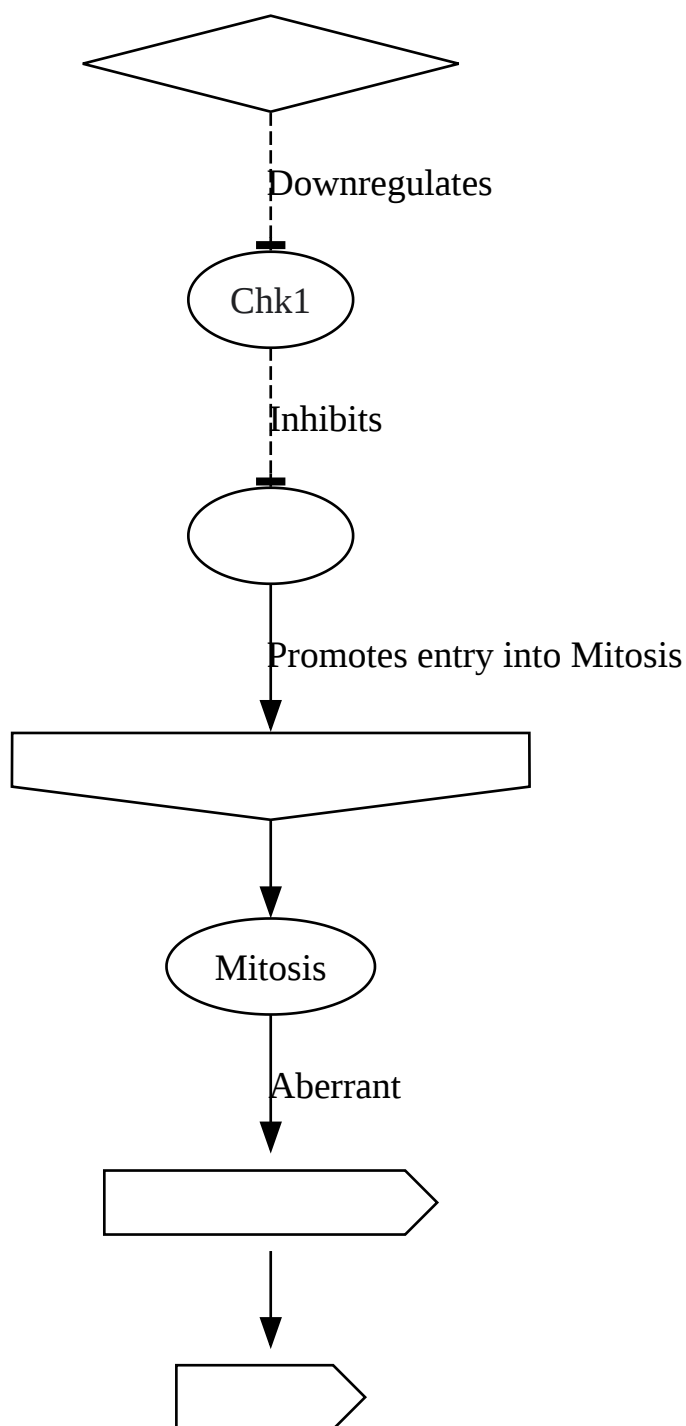 Downregulates
Chk1
Inhibits
Promotes entry into Mitosis
Mitosis
Aberrant